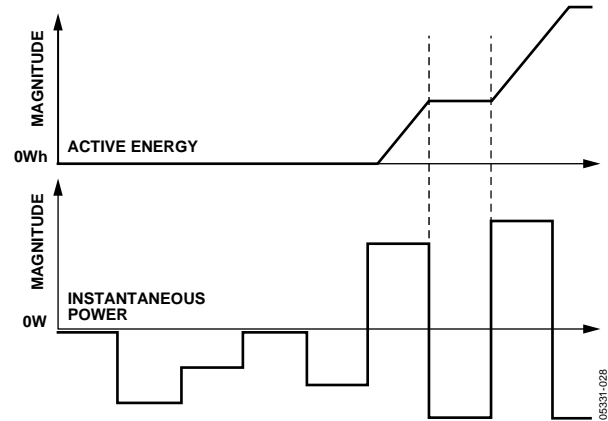 MAGNITUDE
ACTIVE ENERGY
0Wh
MAGNITUDE
INSTANTANEOUS
POWER
0W
05331-028